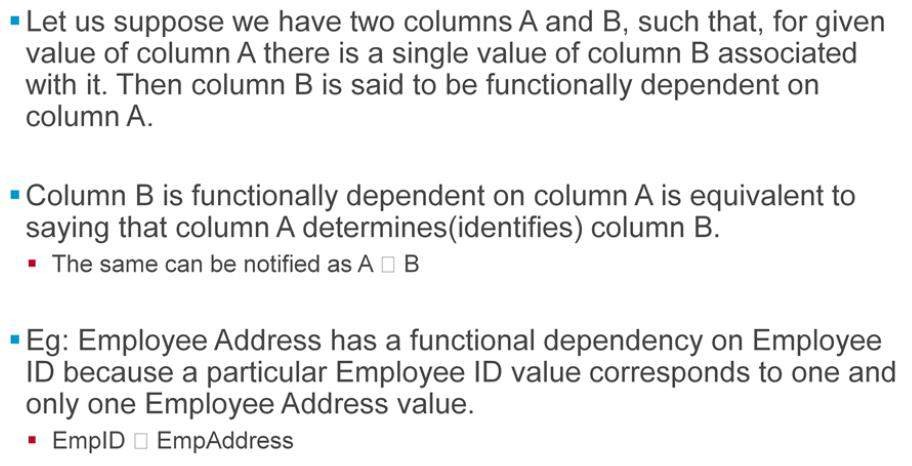 ▪ Let us suppose we have two columns A and B, such that, for given
value of column A there is a single value of column B associated
with it. Then column B is said to be functionally dependent on
column A.
▪ Column B is functionally dependent on column A is equivalent to
saying that column A determines(identifies) column B.
▪ The same can be notified as A □ B
▪ Eg: Employee Address has a functional dependency on Employee
ID because a particular Employee ID value corresponds to one and
only one Employee Address value.
▪ EmpID □ EmpAddress